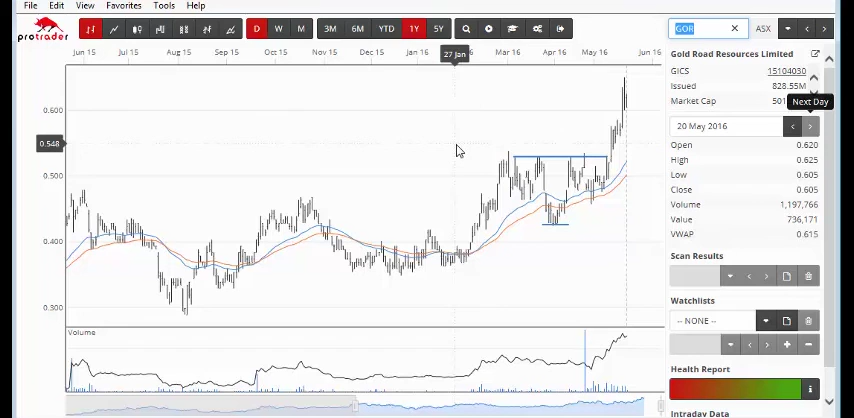 File Edit View Favorites Tools Help
protrader
D W M
3M 6M YTD 1Y 5Y
GOR ASX
Jun 15 Jul 15 Aug 15 Sep 15 Oct 15 Nov 15 Dec 15 Jan 16 Mar 16 Apr 16 May 16 Jun 16
27 Jan
Gold Road Resources Limited
GICS 15104030
Issued 828.55M
Market Cap 501
Next Day
20 May 2016
Open 0.620
High 0.625
Low 0.605
Close 0.605
Volume 1,197,766
Value 736,171
VWAP 0.615
0.600
0.548
0.500
0.400
0.300
Volume
Scan Results
Watchlists
-- NONE --
Health Report
Intraday Data